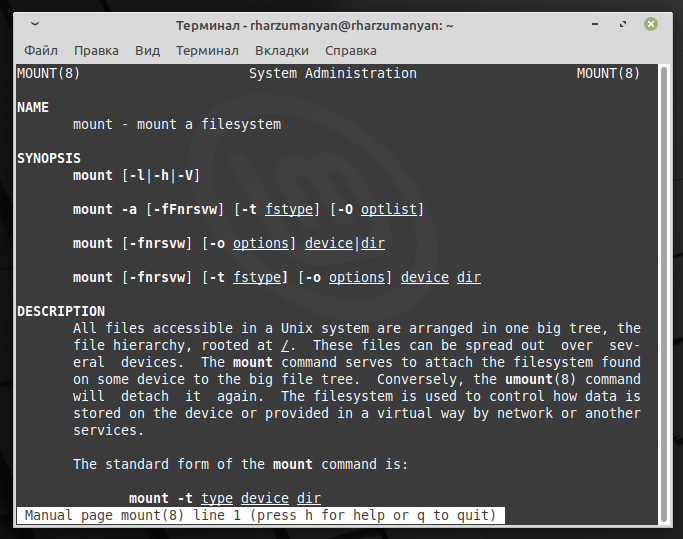 Терминал - rharzumanyan@rharzumanyan: ~
Файл Правка Вид Терминал Вкладки Справка
MOUNT(8) System Administration MOUNT(8)
NAME
mount - mount a filesystem
SYNOPSIS
mount [-l|-h|-V]
mount -a [-fFnrsvw] [-t fstype] [-O optlist]
mount [-fnrsvw] [-o options] device|dir
mount [-fnrsvw] [-t fstype] [-o options] device dir
DESCRIPTION
All files accessible in a Unix system are arranged in one big tree, the
file hierarchy, rooted at /. These files can be spread out over sev-
eral devices. The mount command serves to attach the filesystem found
on some device to the big file tree. Conversely, the umount(8) command
will detach it again. The filesystem is used to control how data is
stored on the device or provided in a virtual way by network or another
services.
The standard form of the mount command is:
mount -t type device dir
Manual page mount(8) line 1 (press h for help or q to quit)